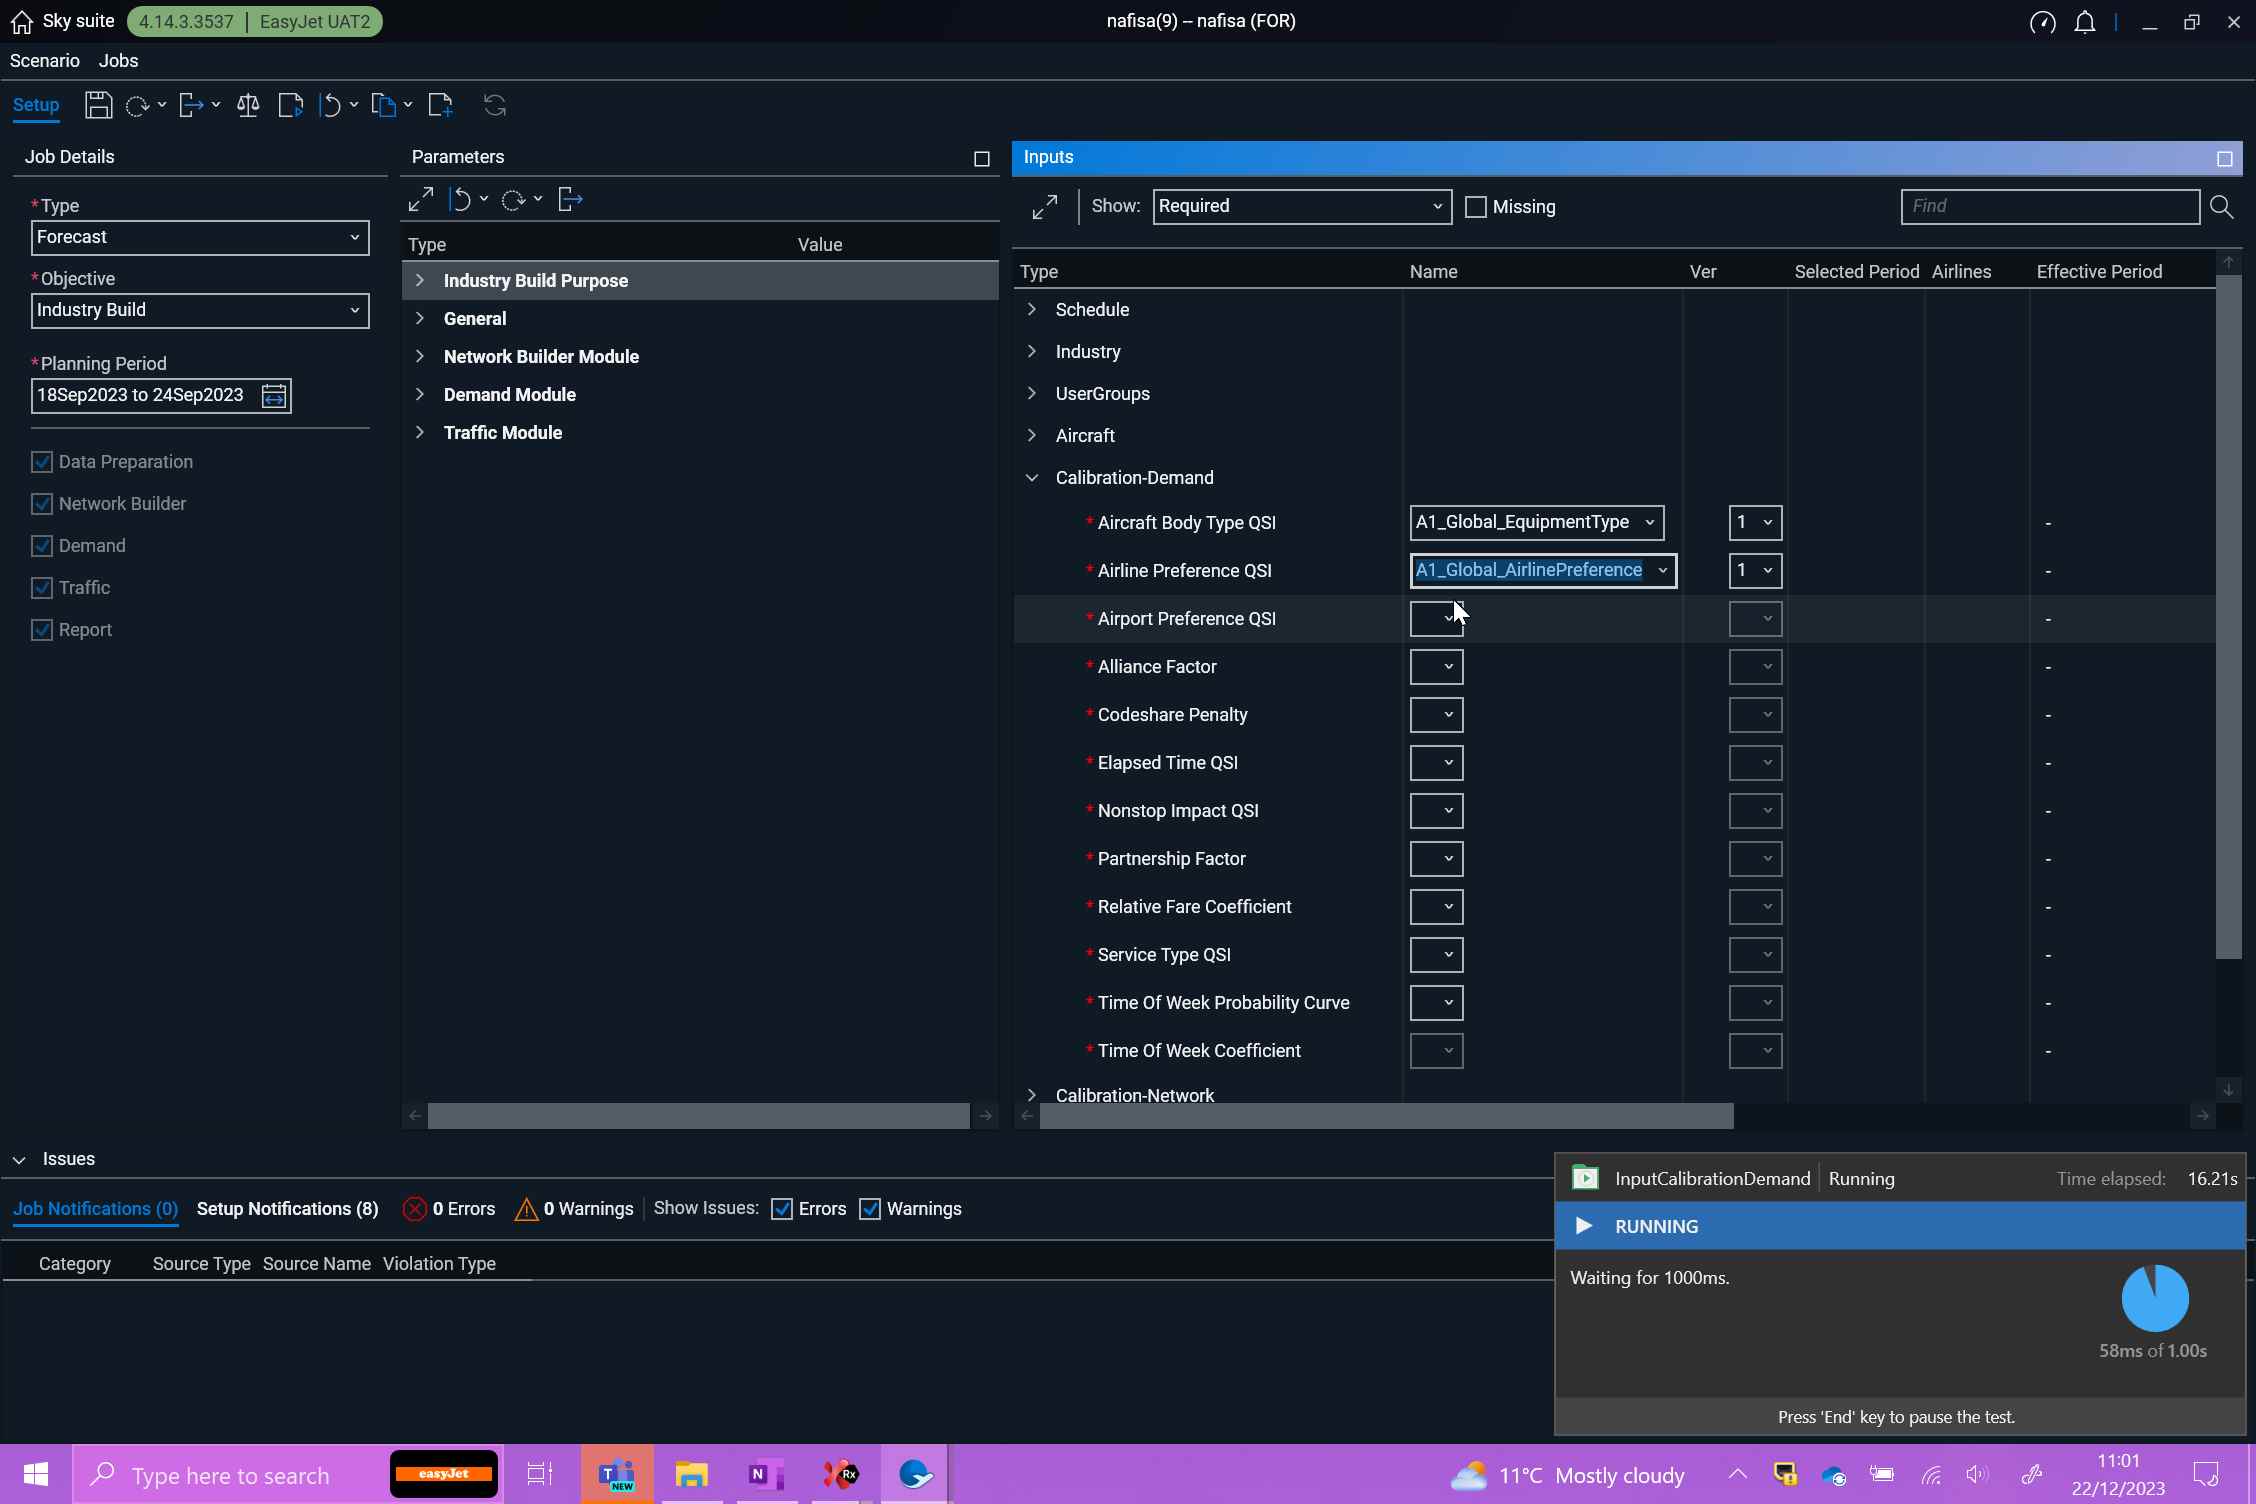 Sky suite 4.14.3.3537 | EasyJet UAT2
nafisa(9) – nafisa (FOR)
Scenario Jobs
Setup
Job Details
*Type
Forecast
*Objective
Industry Build
*Planning Period
18Sep2023 to 24Sep2023
Data Preparation
Network Builder
Demand
Traffic
Report
Parameters
Type Value
Industry Build Purpose
General
Network Builder Module
Demand Module
Traffic Module
Inputs
Show: Required Missing Find
Type Name Ver Selected Period Airlines Effective Period
Schedule
Industry
UserGroups
Aircraft
Calibration-Demand
* Aircraft Body Type QSI A1_Global_EquipmentType 1 -
* Airline Preference QSI A1_Global_AirlinePreference 1 -
* Airport Preference QSI -
* Alliance Factor -
* Codeshare Penalty -
* Elapsed Time QSI -
* Nonstop Impact QSI -
* Partnership Factor -
* Relative Fare Coefficient -
* Service Type QSI -
* Time Of Week Probability Curve -
* Time Of Week Coefficient -
Calibration-Network
Issues
Job Notifications (0) Setup Notifications (8) 0 Errors 0 Warnings Show Issues: Errors Warnings
Category Source Type Source Name Violation Type
InputCalibrationDemand Running Time elapsed: 16.21s
RUNNING
Waiting for 1000ms.
58ms of 1.00s
Press 'End' key to pause the test.
Type here to search
easyJet
T
NEW
N
Rx
11°C Mostly cloudy
11:01
22/12/2023